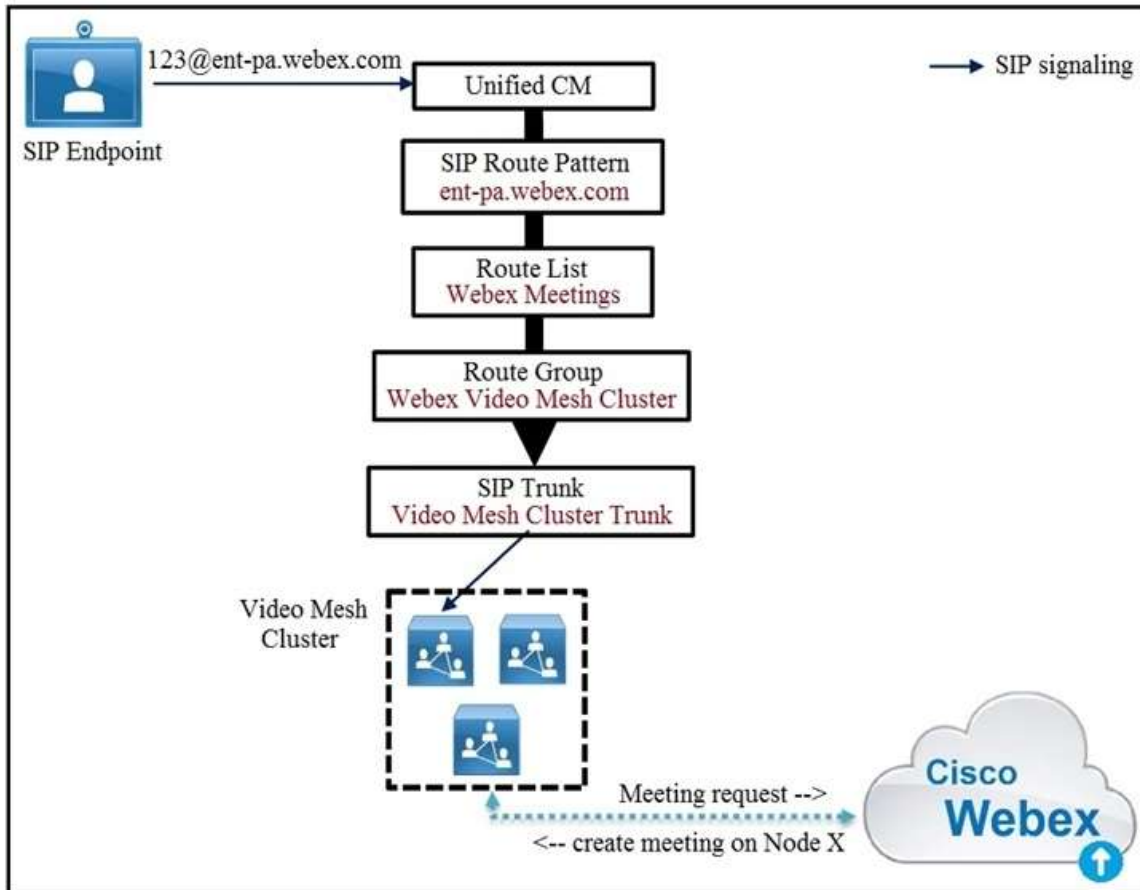 123@ent-pa.webex.com
SIP signaling
SIP Endpoint
Unified CM
SIP Route Pattern
ent-pa.webex.com
Route List
Webex Meetings
Route Group
Webex Video Mesh Cluster
SIP Trunk
Video Mesh Cluster Trunk
Video Mesh
Cluster
Meeting request -->
<-- create meeting on Node X
Cisco
Webex